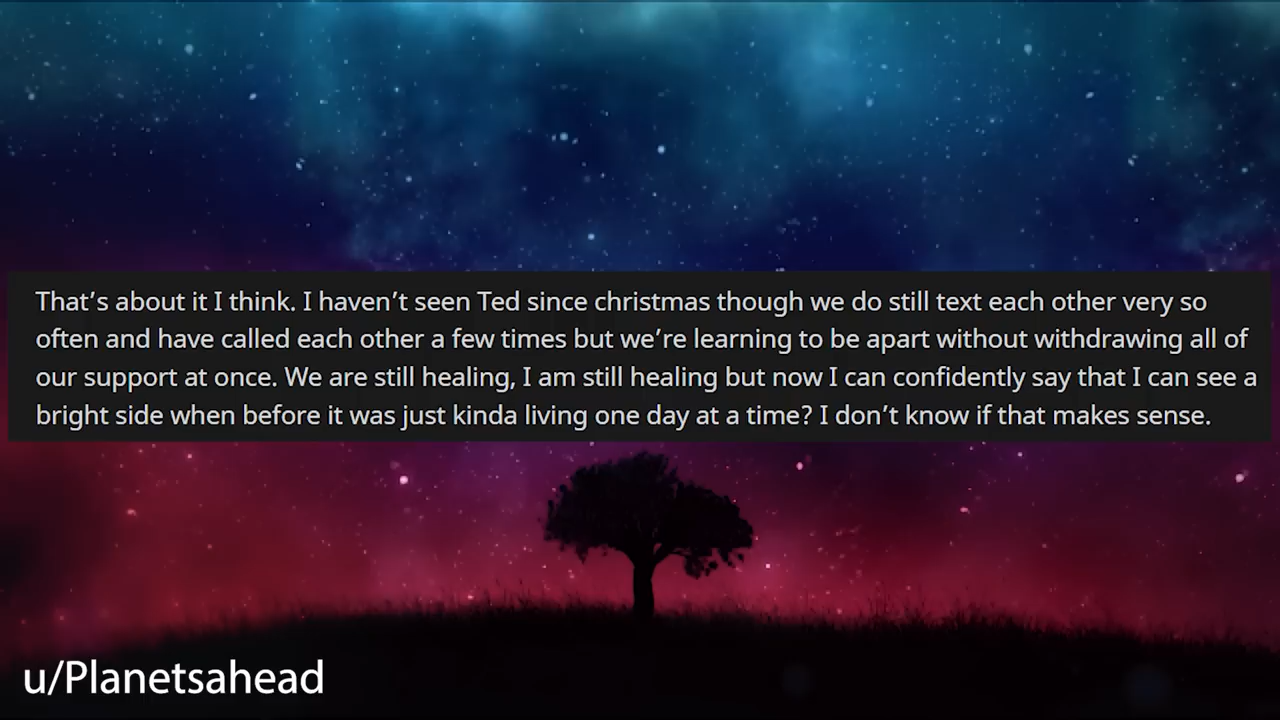 That’s about it I think. I haven’t seen Ted since christmas though we do still text each other very so
often and have called each other a few times but we’re learning to be apart without withdrawing all of
our support at once. We are still healing, I am still healing but now I can confidently say that I can see a
bright side when before it was just kinda living one day at a time? I don’t know if that makes sense.
u/Planetsahead